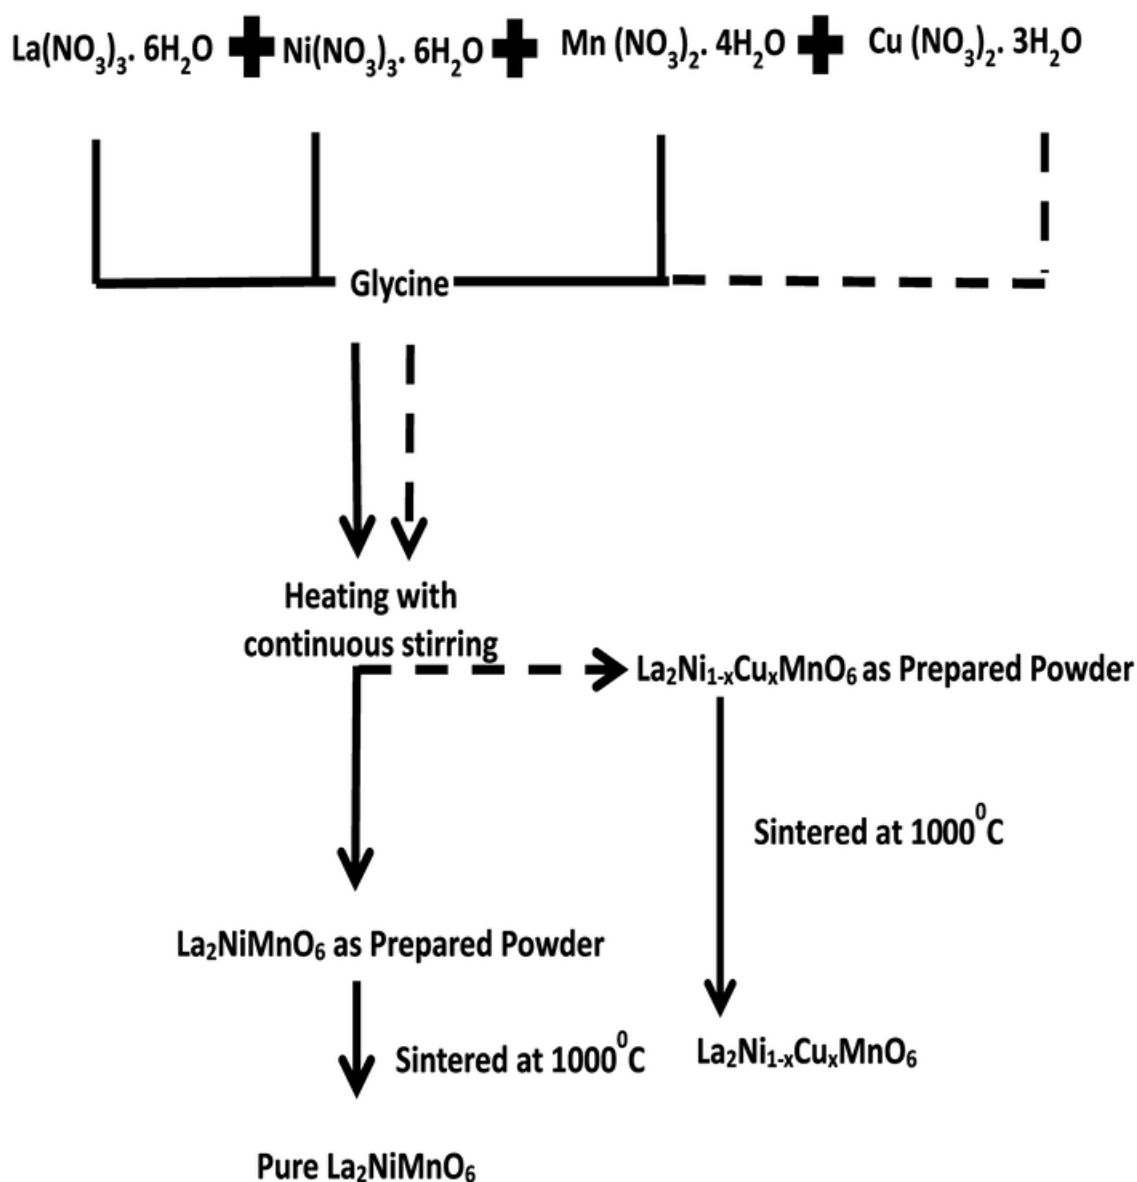 La(NO₃)₃. 6H₂O + Ni(NO₃)₃. 6H₂O + Mn (NO₃)₂. 4H₂O + Cu (NO₃)₂. 3H₂O
Glycine
Heating with
continuous stirring
La₂Ni₁₋ₓCuₓMnO₆ as Prepared Powder
Sintered at 1000⁰C
La₂NiMnO₆ as Prepared Powder
La₂Ni₁₋ₓCuₓMnO₆
Sintered at 1000⁰C
Pure La₂NiMnO₆